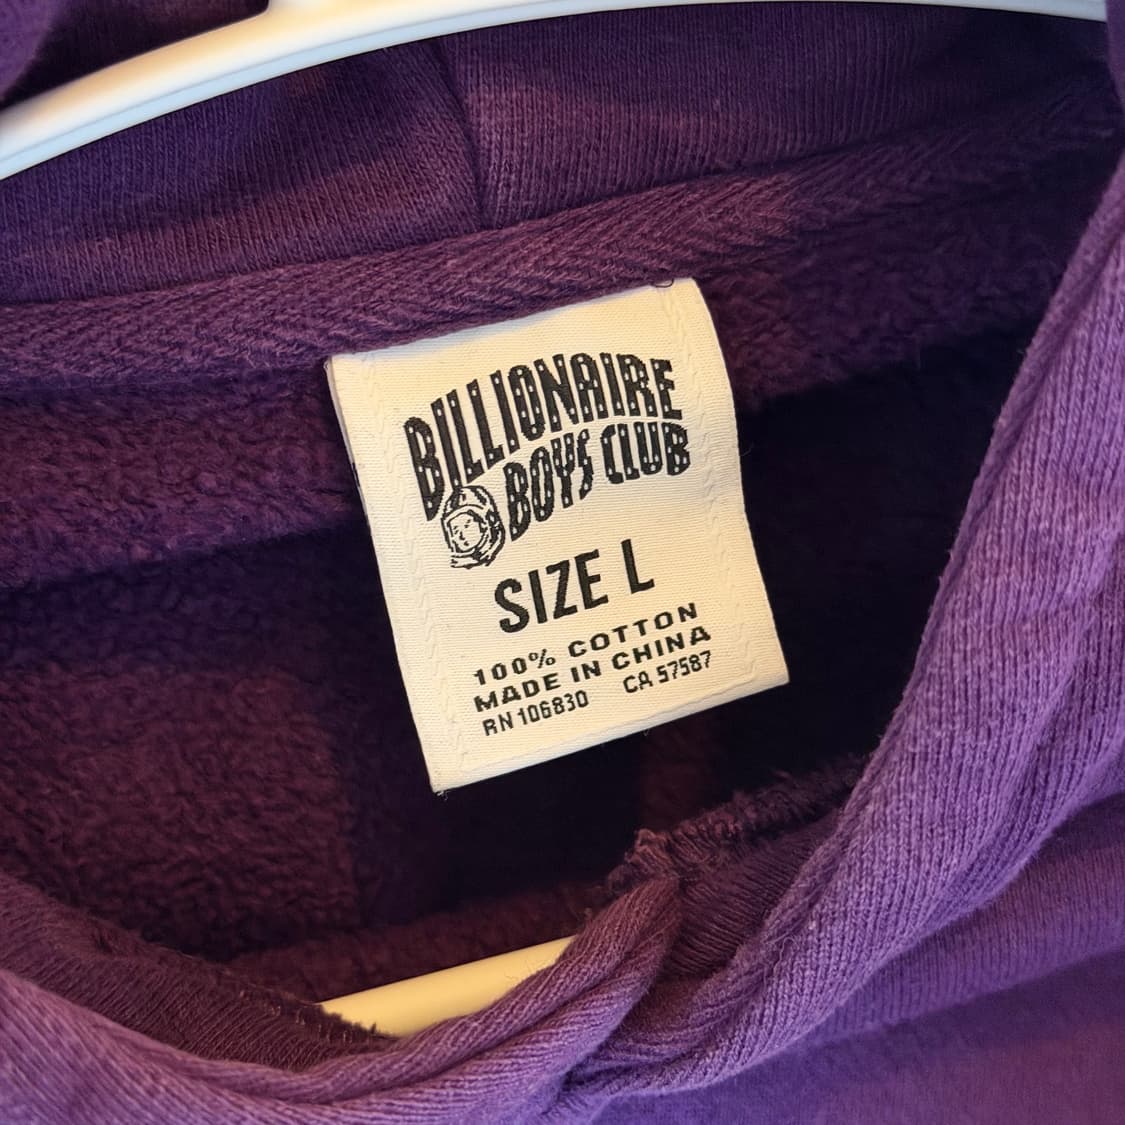 BILLIONAIRE
BOYS CLUB
SIZE L
100% COTTON
MADE IN CHINA
RN 106830 CA 57587